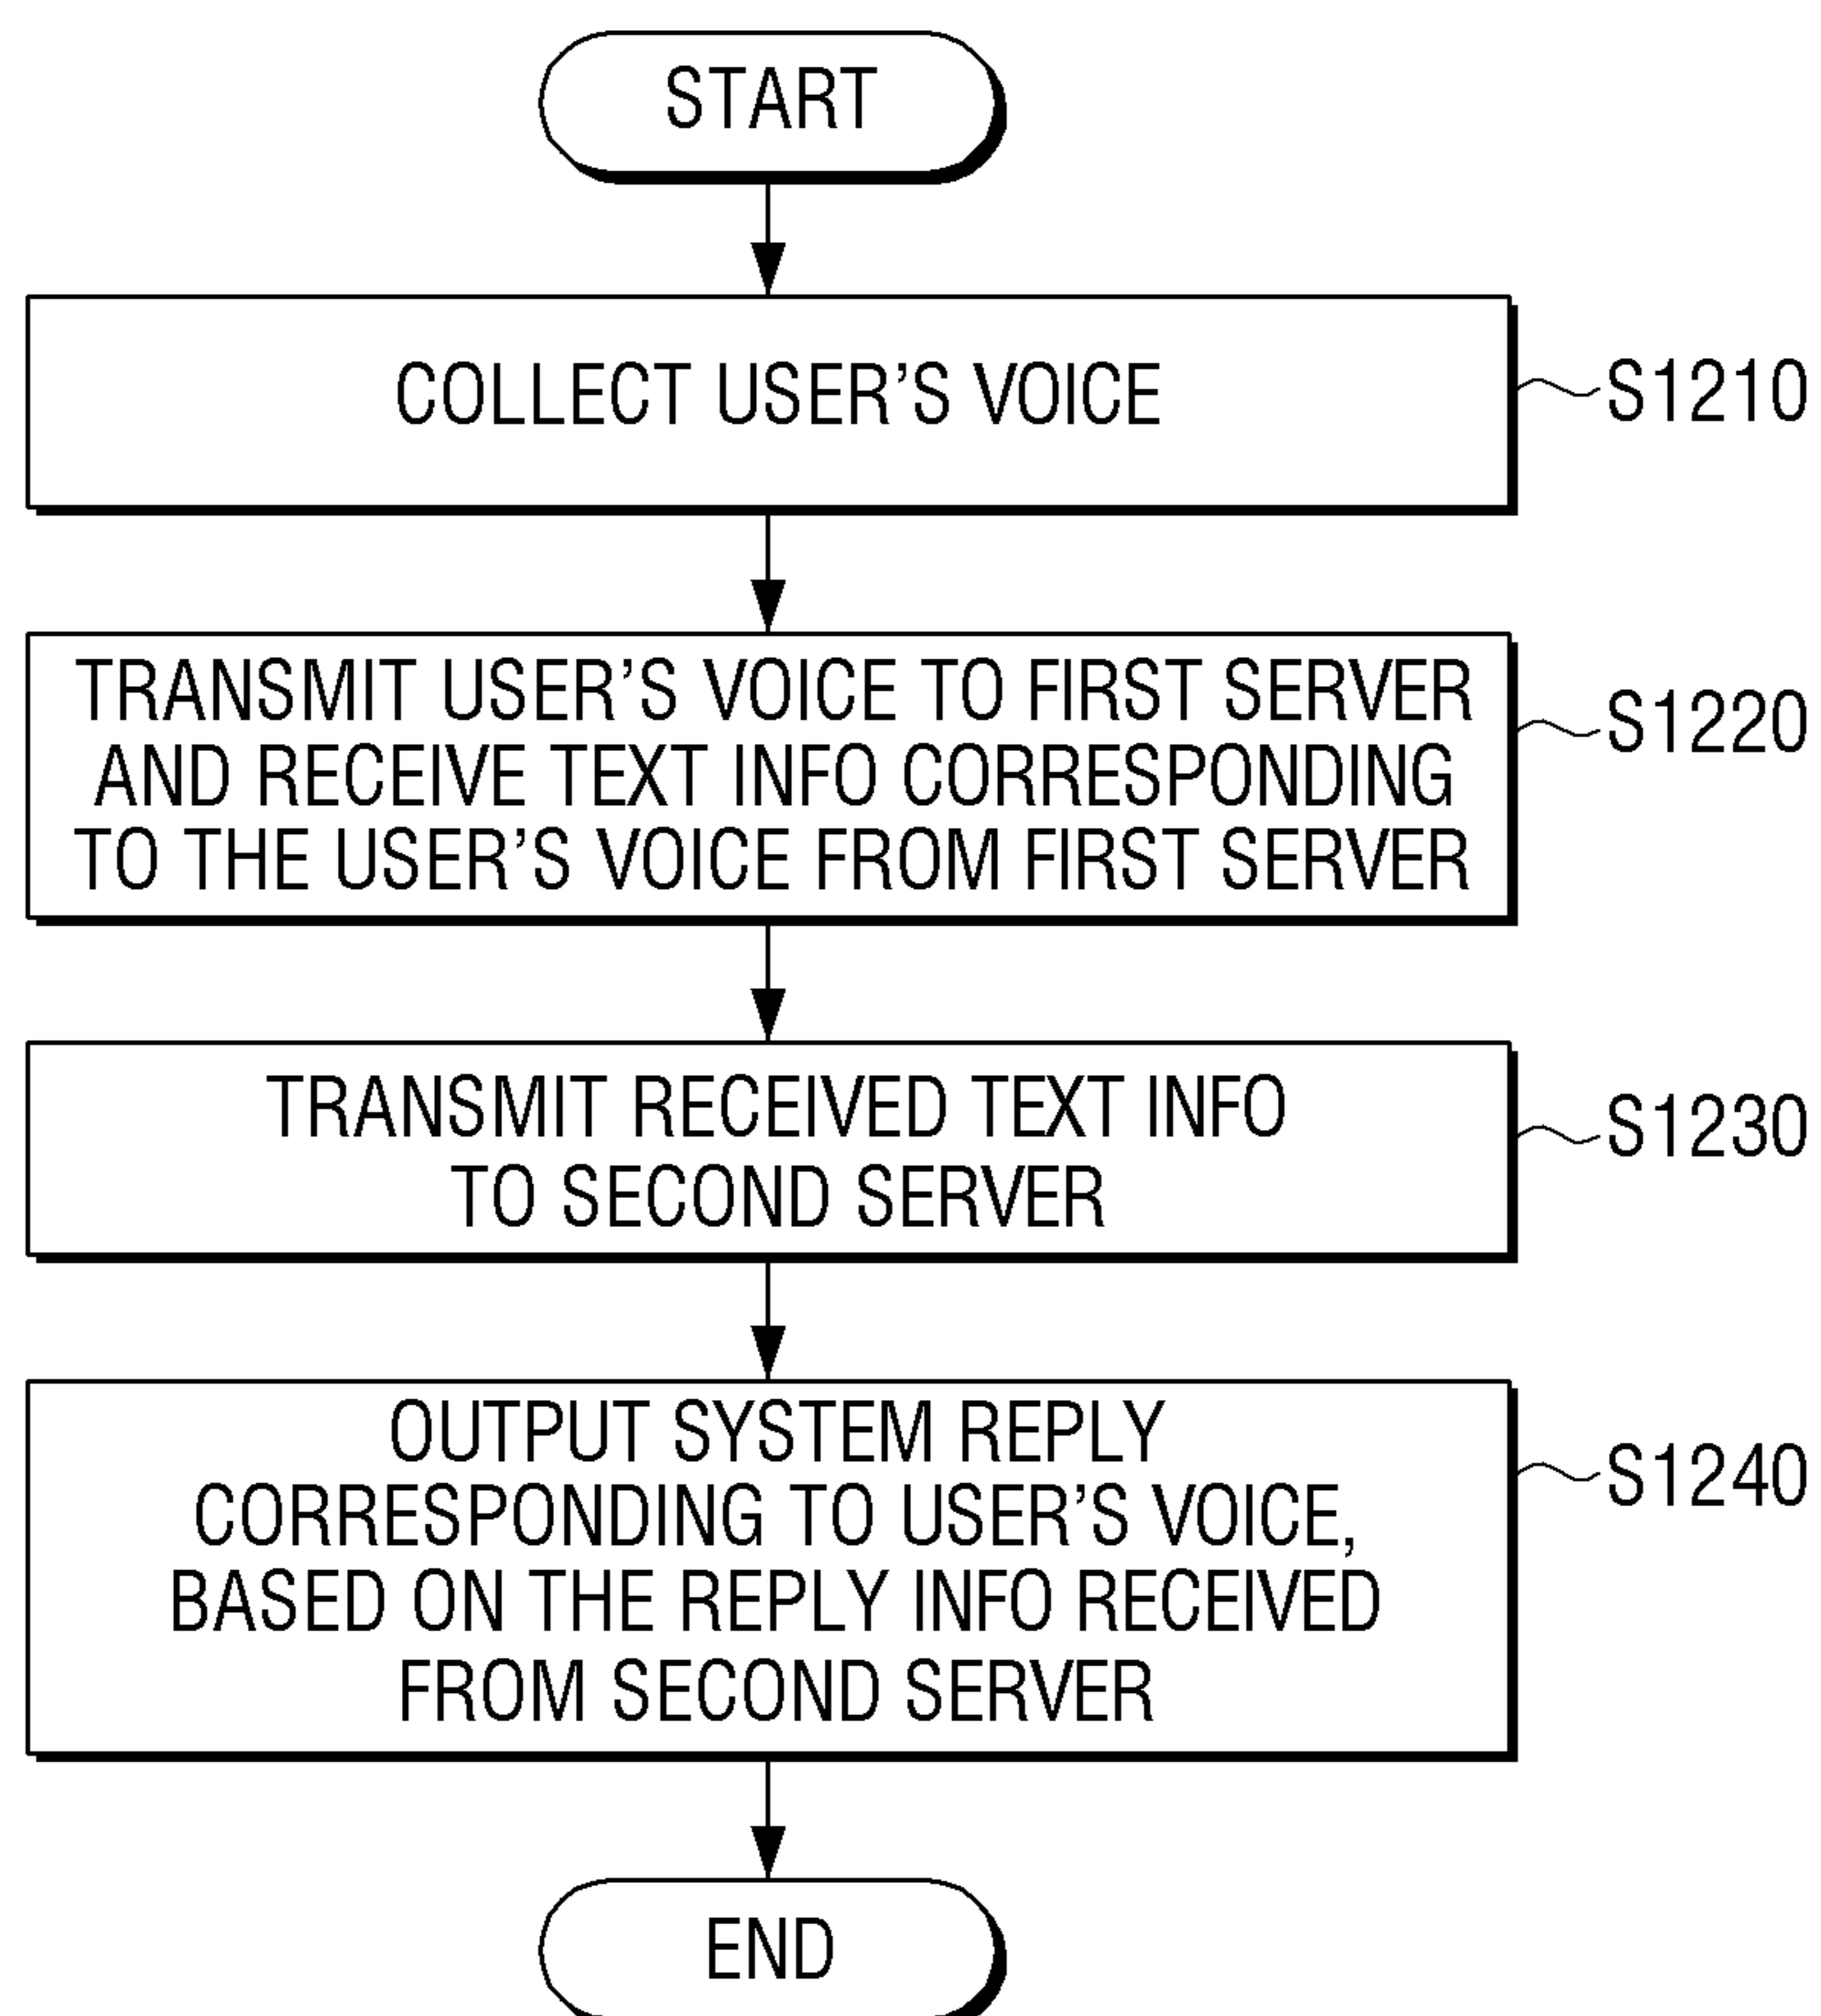 START
COLLECT USER’S VOICE
S1210
TRANSMIT USER’S VOICE TO FIRST SERVER
AND RECEIVE TEXT INFO CORRESPONDING
TO THE USER’S VOICE FROM FIRST SERVER
S1220
TRANSMIT RECEIVED TEXT INFO
TO SECOND SERVER
S1230
OUTPUT SYSTEM REPLY
CORRESPONDING TO USER’S VOICE,
BASED ON THE REPLY INFO RECEIVED
FROM SECOND SERVER
S1240
END